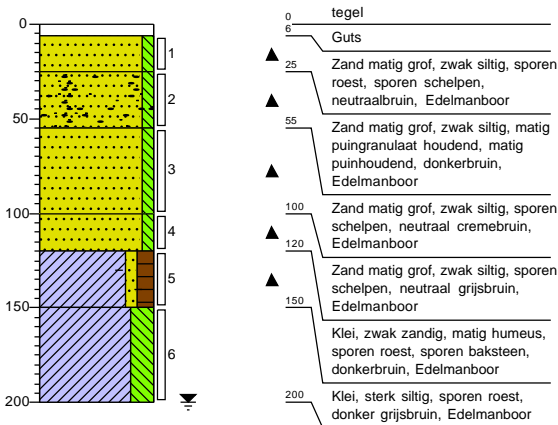 0
50
100
150
200
1
2
3
4
5
6
0
tegel
6
Guts
25
Zand matig grof, zwak siltig, sporen
roest, sporen schelpen,
neutraalbruin, Edelmanboor
55
Zand matig grof, zwak siltig, matig
puingranulaat houdend, matig
puinhoudend, donkerbruin,
Edelmanboor
100
Zand matig grof, zwak siltig, sporen
schelpen, neutraal cremebruin,
Edelmanboor
120
Zand matig grof, zwak siltig, sporen
schelpen, neutraal grijsbruin,
Edelmanboor
150
Klei, zwak zandig, matig humeus,
sporen roest, sporen baksteen,
donkerbruin, Edelmanboor
200
Klei, sterk siltig, sporen roest,
donker grijsbruin, Edelmanboor